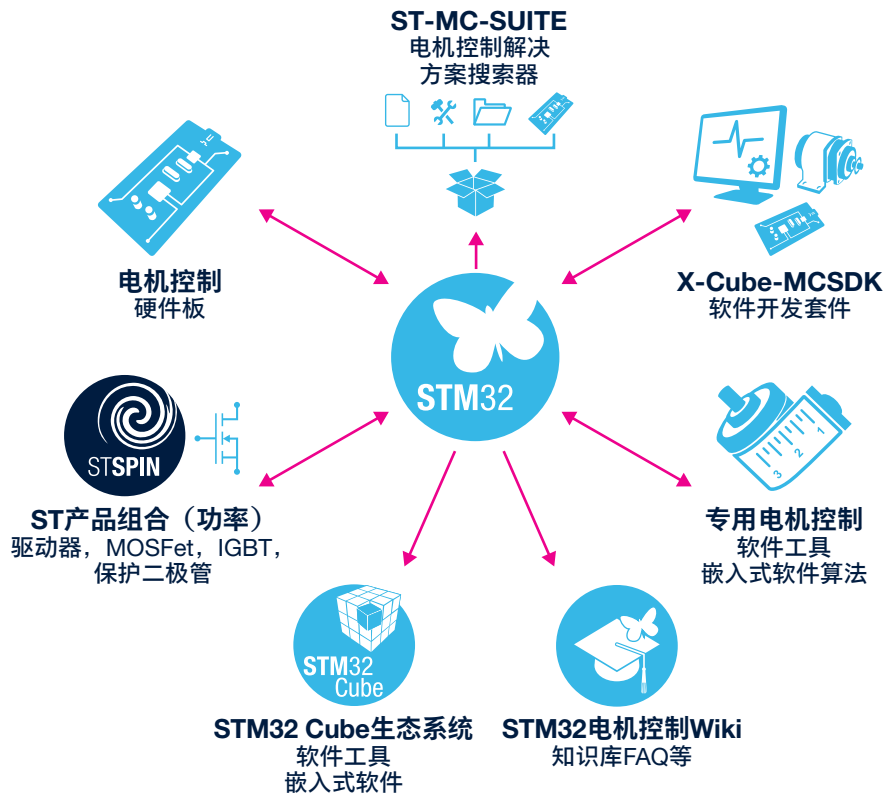 ST-MC-SUITE
电机控制解决
方案搜索器
电机控制
硬件板
X-Cube-MCSDK
软件开发套件
STM32
STSPIN
ST产品组合（功率）
驱动器，MOSFet，IGBT，
保护二极管
1
2
3
专用电机控制
软件工具
嵌入式软件算法
STM32
Cube
STM32 Cube生态系统
软件工具
嵌入式软件
STM32电机控制Wiki
知识库FAQ等